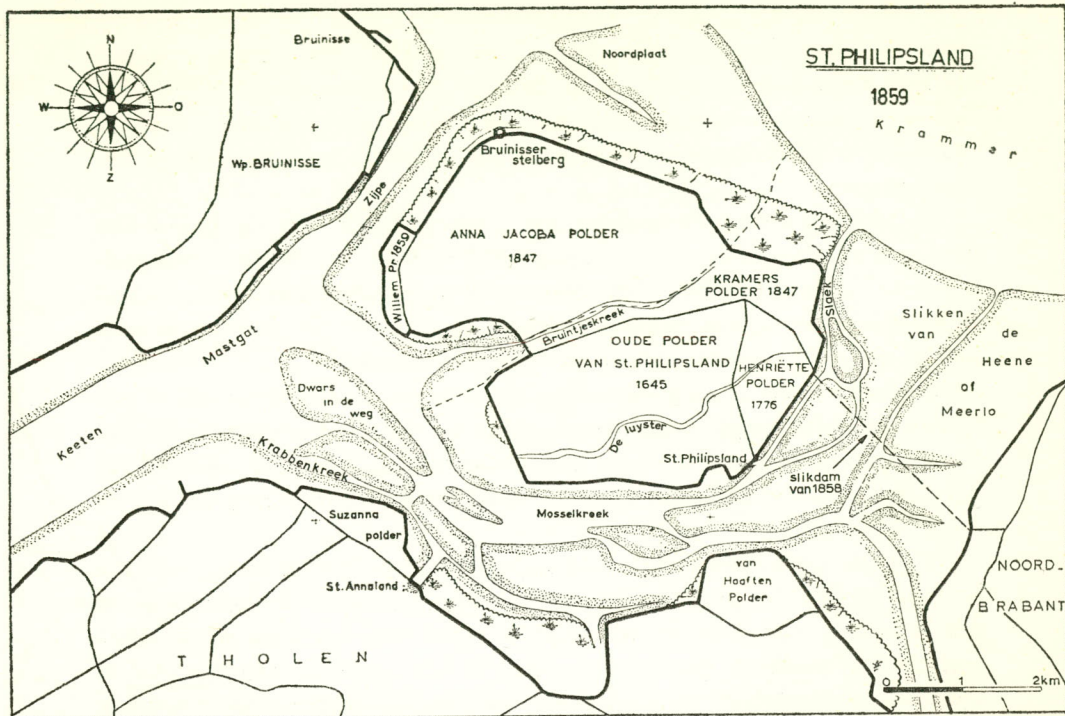 ST. PHILIPSLAND
1859
N
W
O
Z
Bruinisse
Wp. BRUINISSE
Noordplaat
Krammer
Zijpe
Bruinisser
stelberg
Willem Pr 1859
ANNA JACOBA POLDER
1847
KRAMERS
POLDER 1847
Slaek
Slikken
van
de
Heene
of
Meerlo
Mastgat
Bruintjeskreek
OUDE POLDER
VAN St. PHILIPSLAND
1645
HENRIETTE
POLDER
1776
Dwars
in de
weg
De luyster
Keeten
Krabbenkreek
St. Philipsland
slikdam
van 1858
Mosselkreek
Suzanna
polder
St. Annaland
van
Haaften
Polder
NOORD-
BRABANT
THOLEN
0 1 2km